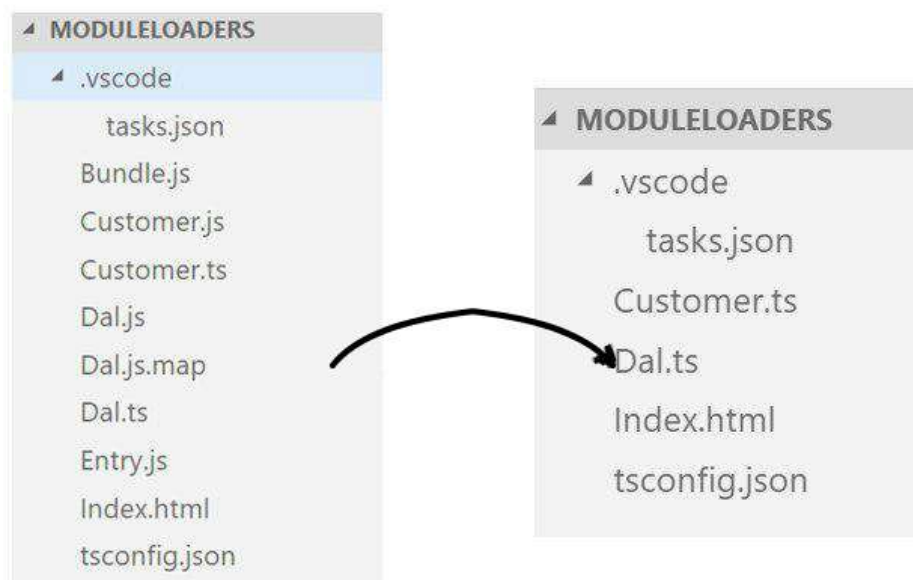 MODULELOADERS
.vscode
tasks.json
Bundle.js
Customer.js
Customer.ts
Dal.js
Dal.js.map
Dal.ts
Entry.js
Index.html
tsconfig.json
MODULELOADERS
.vscode
tasks.json
Customer.ts
Dal.ts
Index.html
tsconfig.json